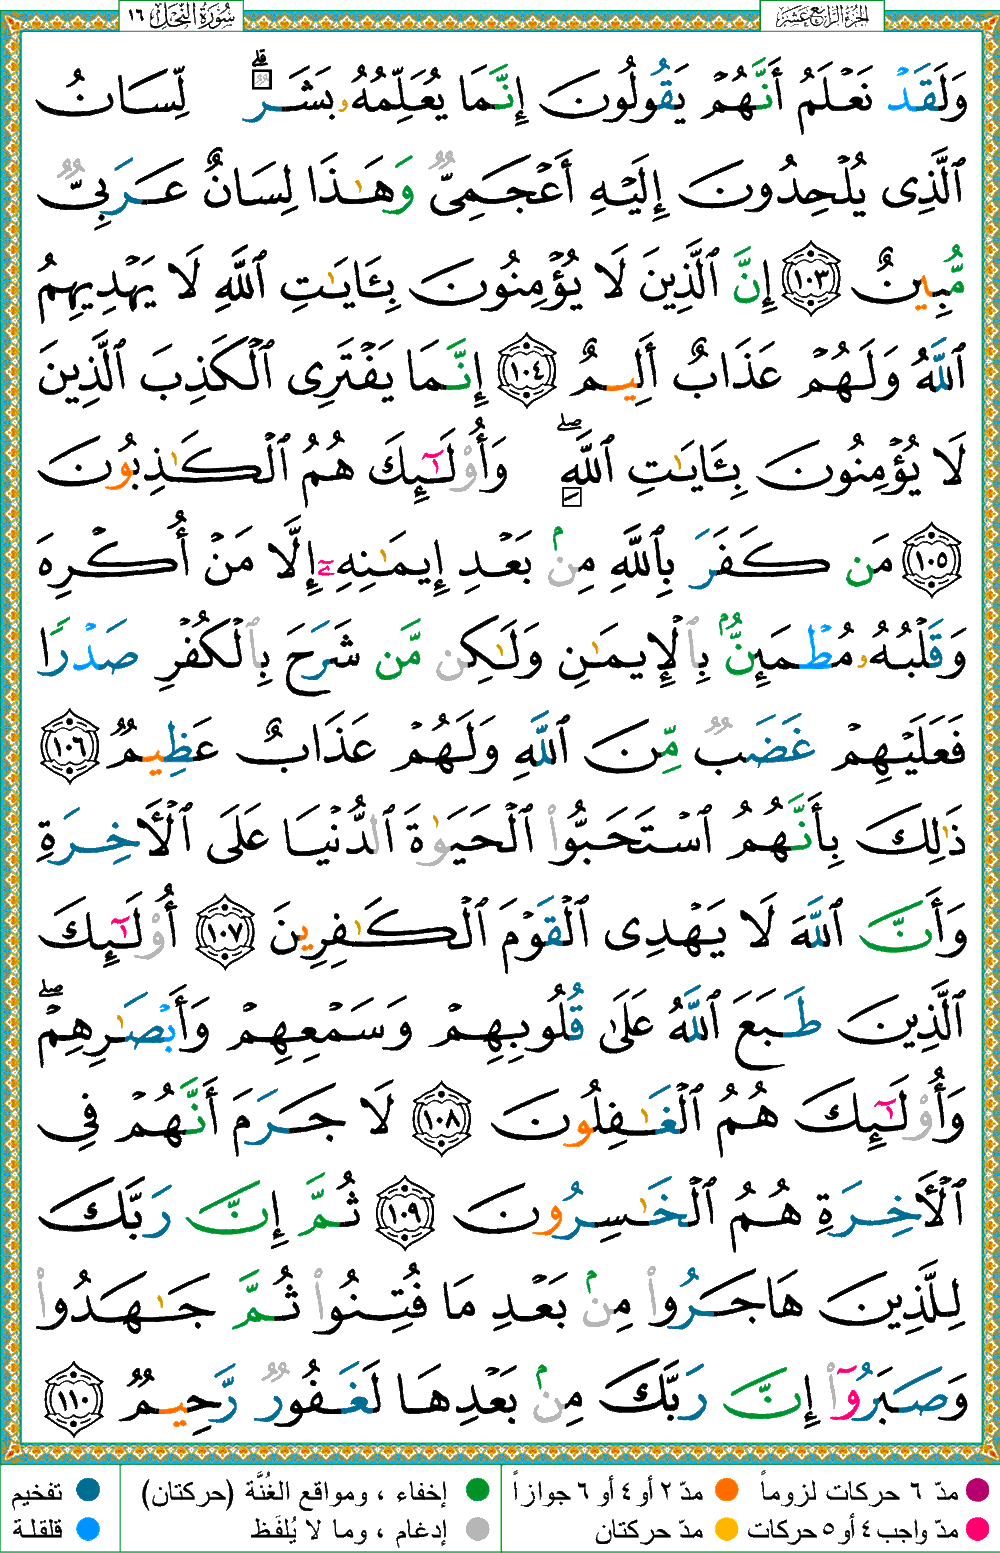 الجزء الرابع عشر
سُورَةُ النَّحْلِ ١٦
وَلَقَدْ نَعْلَمُ أَنَّهُمْ يَقُولُونَ إِنَّمَا يُعَلِّمُهُۥ بَشَرٌ ۗ لِّسَانُ
ٱلَّذِى يُلْحِدُونَ إِلَيْهِ أَعْجَمِىٌّ وَهَـٰذَا لِسَانٌ عَرَبِىٌّ
مُّبِينٌ ١٠٣ إِنَّ ٱلَّذِينَ لَا يُؤْمِنُونَ بِـَٔايَـٰتِ ٱللَّهِ لَا يَهْدِيهِمُ
ٱللَّهُ وَلَهُمْ عَذَابٌ أَلِيمٌ ١٠٤ إِنَّمَا يَفْتَرِى ٱلْكَذِبَ ٱلَّذِينَ
لَا يُؤْمِنُونَ بِـَٔايَـٰتِ ٱللَّهِ ۖ وَأُو۟لَـٰٓئِكَ هُمُ ٱلْكَـٰذِبُونَ
١٠٥ مَن كَفَرَ بِٱللَّهِ مِنۢ بَعْدِ إِيمَـٰنِهِۦٓ إِلَّا مَنْ أُكْرِهَ
وَقَلْبُهُۥ مُطْمَئِنٌّۢ بِٱلْإِيمَـٰنِ وَلَـٰكِن مَّن شَرَحَ بِٱلْكُفْرِ صَدْرًا
فَعَلَيْهِمْ غَضَبٌ مِّنَ ٱللَّهِ وَلَهُمْ عَذَابٌ عَظِيمٌ ١٠٦
ذَٰلِكَ بِأَنَّهُمُ ٱسْتَحَبُّوا۟ ٱلْحَيَوٰةَ ٱلدُّنْيَا عَلَى ٱلْـَٔاخِرَةِ
وَأَنَّ ٱللَّهَ لَا يَهْدِى ٱلْقَوْمَ ٱلْكَـٰفِرِينَ ١٠٧ أُو۟لَـٰٓئِكَ
ٱلَّذِينَ طَبَعَ ٱللَّهُ عَلَىٰ قُلُوبِهِمْ وَسَمْعِهِمْ وَأَبْصَـٰرِهِمْ ۖ
وَأُو۟لَـٰٓئِكَ هُمُ ٱلْغَـٰفِلُونَ ١٠٨ لَا جَرَمَ أَنَّهُمْ فِى
ٱلْـَٔاخِرَةِ هُمُ ٱلْخَـٰسِرُونَ ١٠٩ ثُمَّ إِنَّ رَبَّكَ
لِلَّذِينَ هَاجَرُوا۟ مِنۢ بَعْدِ مَا فُتِنُوا۟ ثُمَّ جَـٰهَدُوا۟
وَصَبَرُوٓا۟ إِنَّ رَبَّكَ مِنۢ بَعْدِهَا لَغَفُورٌ رَّحِيمٌ ١١٠
مدّ ٦ حركات لزوماً
مدّ ٢ أو ٤ أو ٦ جوازاً
إخفاء ، ومواقع الغُنَّة (حركتان)
تفخيم
مدّ واجب ٤ أو ٥ حركات
مدّ حركتان
إدغام ، وما لا يُلفَظ
قلقلة